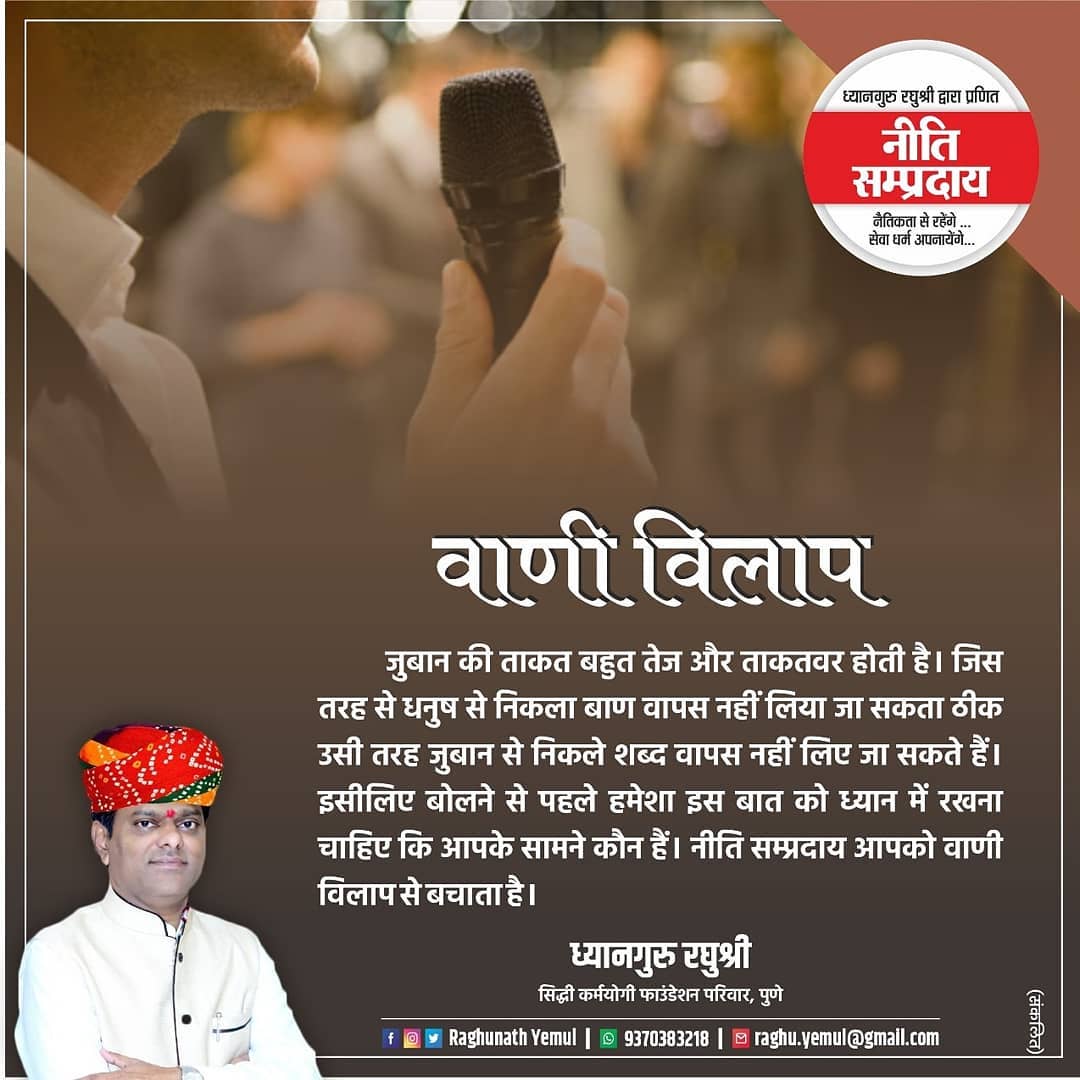 ध्यानगुरु रघुश्री द्वारा प्रणित
नीति
सम्प्रदाय
नैतिकता से रहेंगे ...
सेवा धर्म अपनायेंगे...
वाणी विलाप
जुबान की ताकत बहुत तेज और ताकतवर होती है। जिस
तरह से धनुष से निकला बाण वापस नहीं लिया जा सकता ठीक
उसी तरह जुबान से निकले शब्द वापस नहीं लिए जा सकते हैं।
इसीलिए बोलने से पहले हमेशा इस बात को ध्यान में रखना
चाहिए कि आपके सामने कौन हैं। नीति सम्प्रदाय आपको वाणी
विलाप से बचाता है।
ध्यानगुरु रघुश्री
सिद्धी कर्मयोगी फाउंडेशन परिवार, पुणे
Raghunath Yemul | 9370383218 | raghu.yemul@gmail.com
(संकलित)